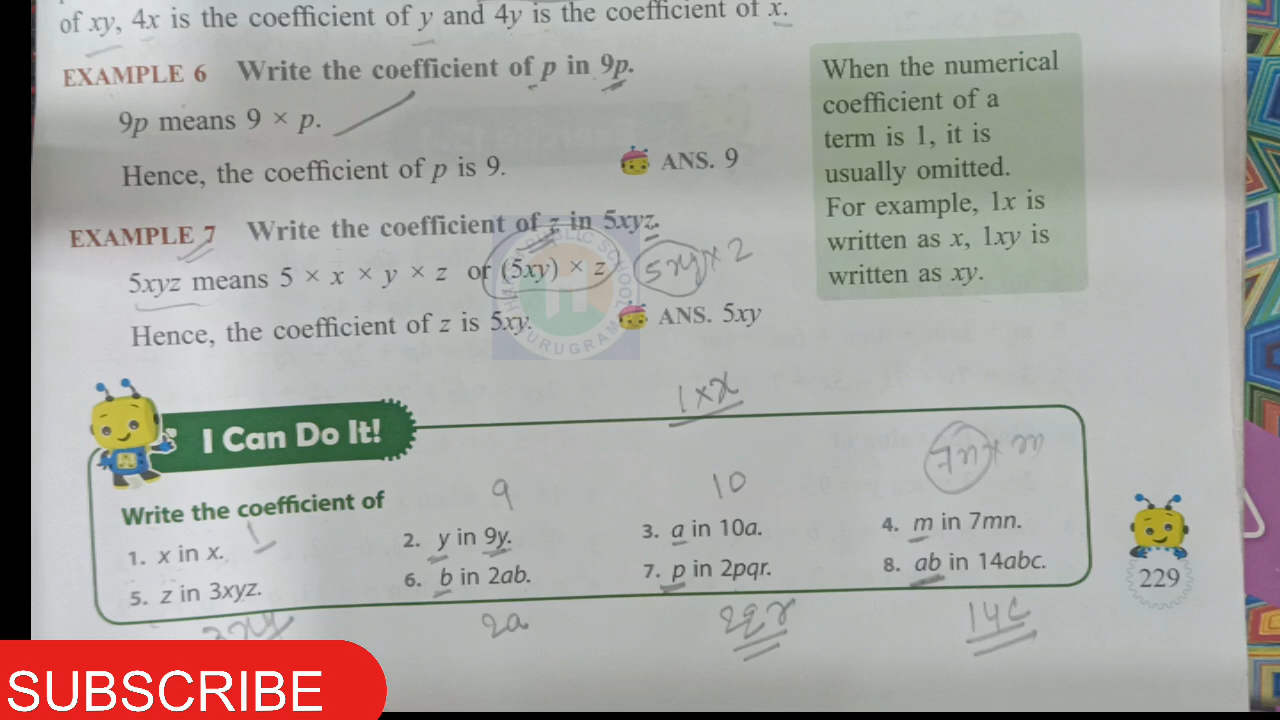 of xy, 4x is the coefficient of y and 4y is the coefficient of x.
EXAMPLE 6 Write the coefficient of p in 9p.
9p means 9 × p.
Hence, the coefficient of p is 9.
ANS. 9
When the numerical
coefficient of a
term is 1, it is
usually omitted.
For example, 1x is
written as x, 1xy is
written as xy.
EXAMPLE 7 Write the coefficient of z in 5xyz.
5xyz means 5 × x × y × z or (5xy) × z
5xy × z
Hence, the coefficient of z is 5xy.
ANS. 5xy
GURUGRAM
1 × x
I Can Do It!
7n × m
Write the coefficient of
9
10
1. x in x.
1
2. y in 9y.
3. a in 10a.
4. m in 7mn.
5. z in 3xyz.
6. b in 2ab.
7. p in 2pqr.
8. ab in 14abc.
3xy
2a
2qr
14c
229
SUBSCRIBE